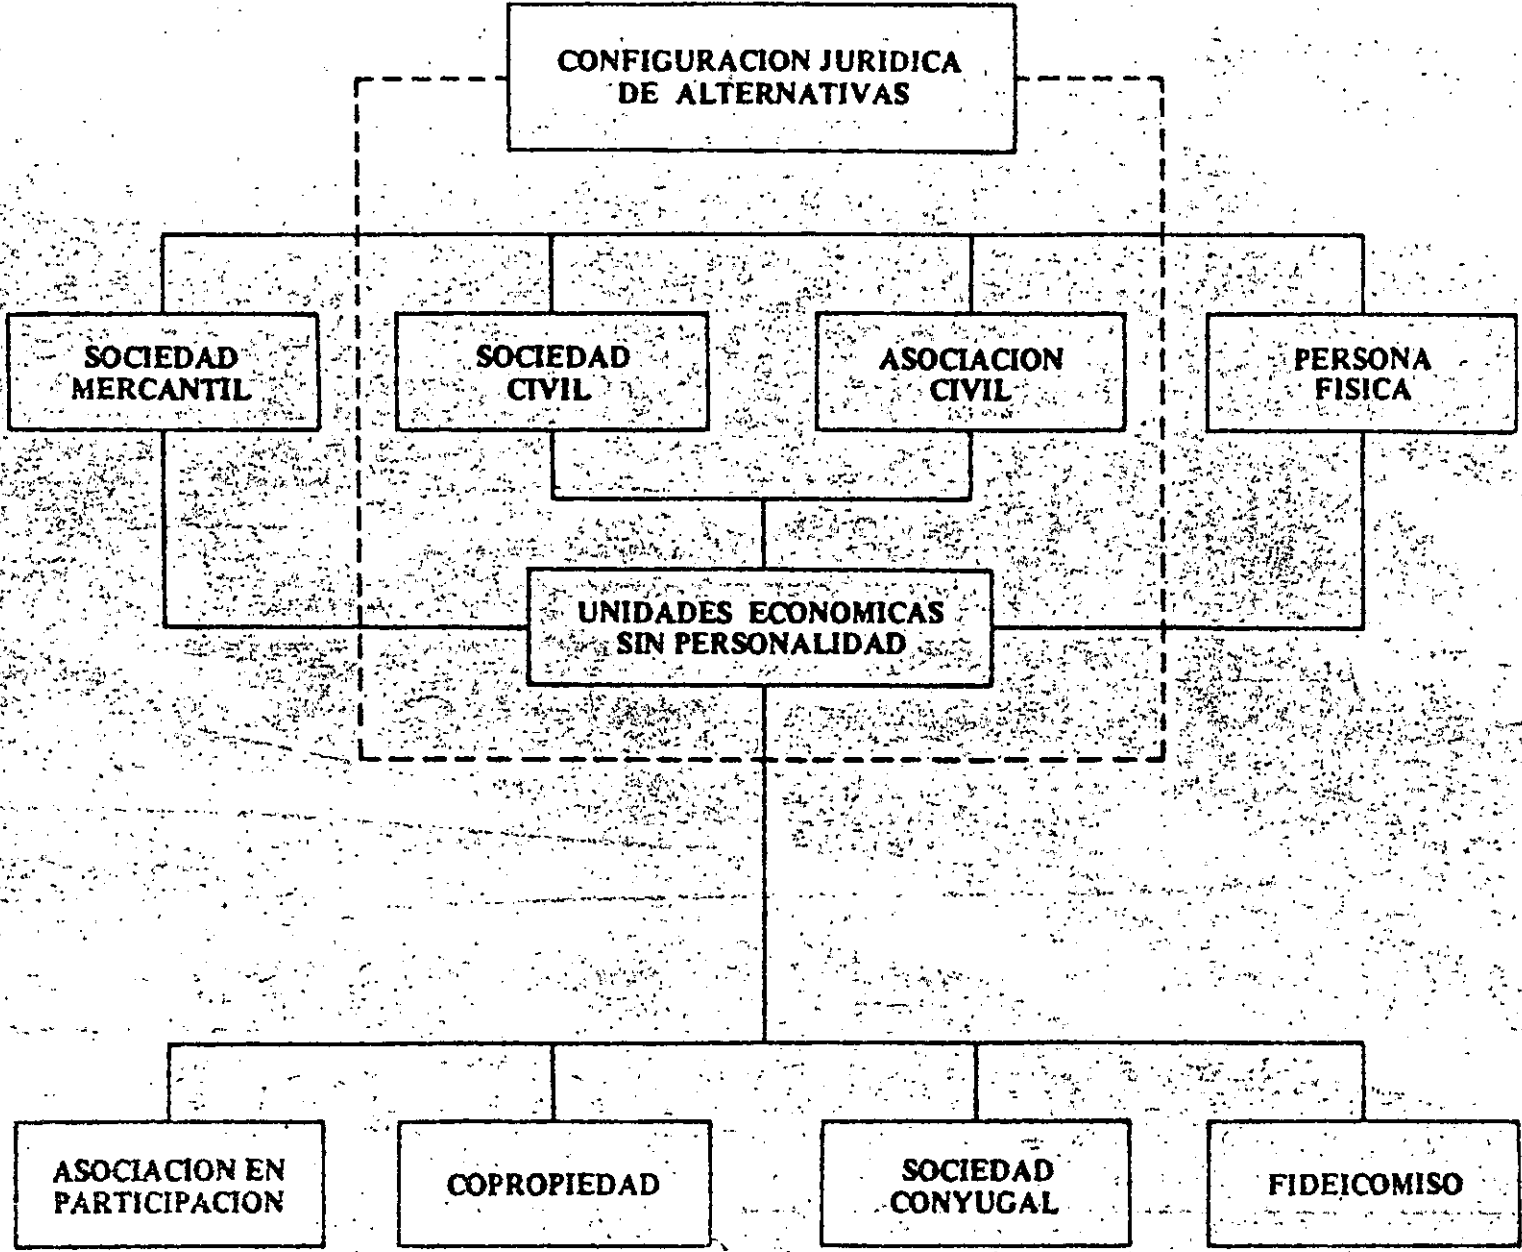 CONFIGURACION JURIDICA
DE ALTERNATIVAS
SOCIEDAD
MERCANTIL
SOCIEDAD
CIVIL
ASOCIACION
CIVIL
PERSONA
FISICA
UNIDADES ECONOMICAS
SIN PERSONALIDAD
ASOCIACION EN
PARTICIPACION
COPROPIEDAD
SOCIEDAD
CONYUGAL
FIDEICOMISO